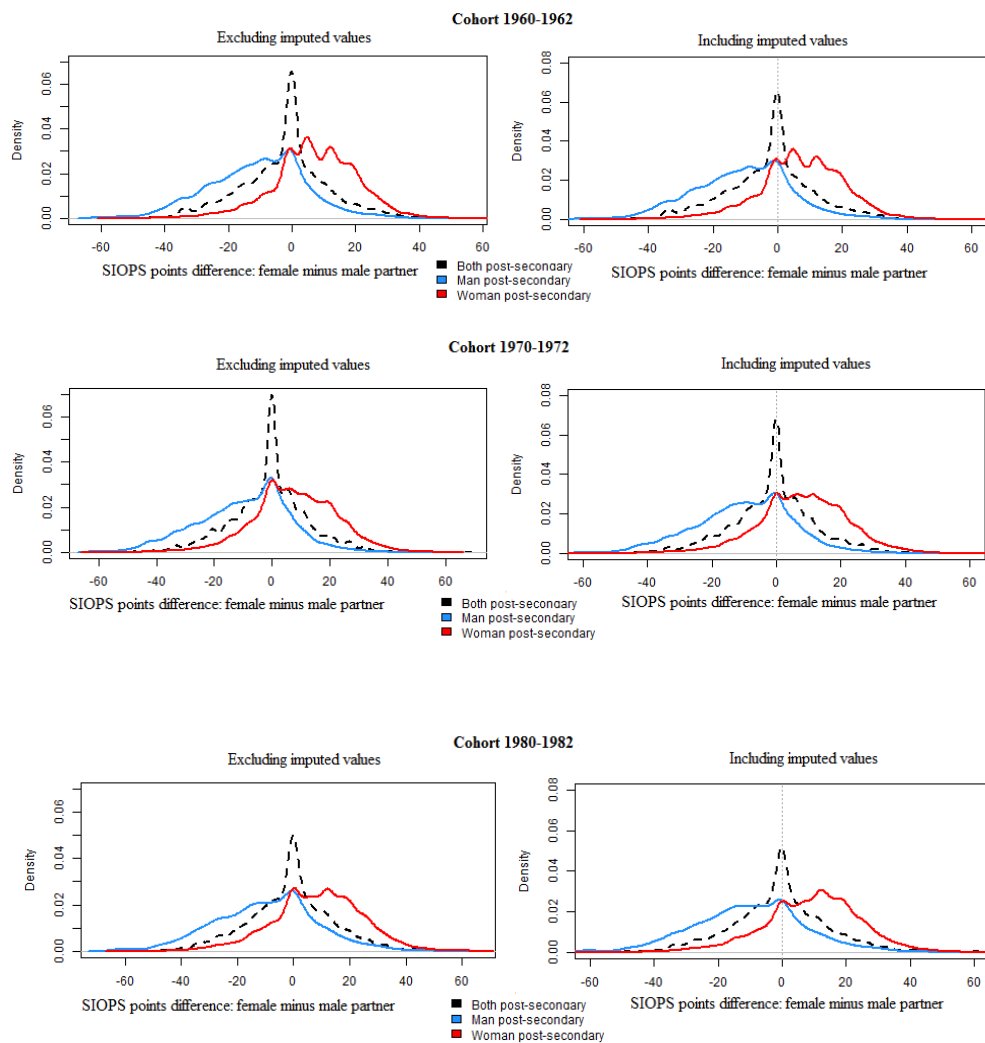 Cohort 1960-1962
Excluding imputed values
Including imputed values
Density
0.00 0.02 0.04 0.06
-60 -40 -20 0 20 40 60
SIOPS points difference: female minus male partner
Density
0.00 0.02 0.04 0.06 0.08
-60 -40 -20 0 20 40 60
SIOPS points difference: female minus male partner
Both post-secondary
Man post-secondary
Woman post-secondary
Cohort 1970-1972
Excluding imputed values
Including imputed values
Density
0.00 0.02 0.04 0.06
-60 -40 -20 0 20 40 60
SIOPS points difference: female minus male partner
Density
0.00 0.02 0.04 0.06 0.08
-60 -40 -20 0 20 40 60
SIOPS points difference: female minus male partner
Both post-secondary
Man post-secondary
Woman post-secondary
Cohort 1980-1982
Excluding imputed values
Including imputed values
Density
0.00 0.02 0.04 0.06
-60 -40 -20 0 20 40 60
SIOPS points difference: female minus male partner
Density
0.00 0.02 0.04 0.06 0.08
-60 -40 -20 0 20 40 60
SIOPS points difference: female minus male partner
Both post-secondary
Man post-secondary
Woman post-secondary